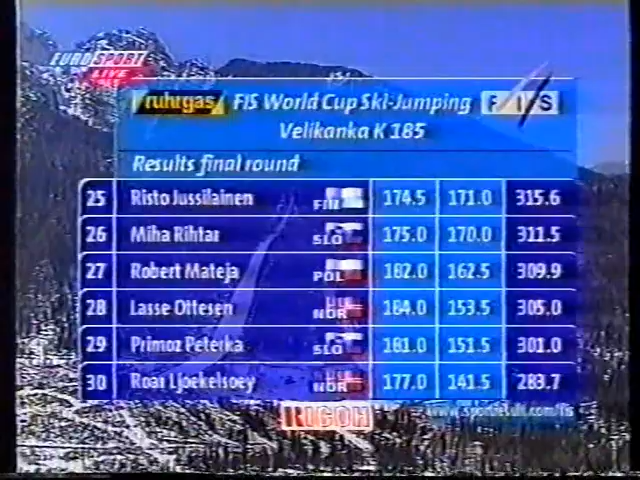 EUROSPORT
LIVE
ruhrgas FIS World Cup Ski-Jumping FIS
Velikanka K 185
Results final round
25 Risto Jussilainen FIN 174.5 171.0 315.6
26 Miha Rihtar SLO 175.0 170.0 311.5
27 Robert Mateja POL 182.0 162.5 309.9
28 Lasse Ottesen NOR 184.0 153.5 305.0
29 Primoz Peterka SLO 181.0 151.5 301.0
30 Roar Ljoekelsoey NOR 177.0 141.5 283.7
RICOH www.sportresult.com/fis